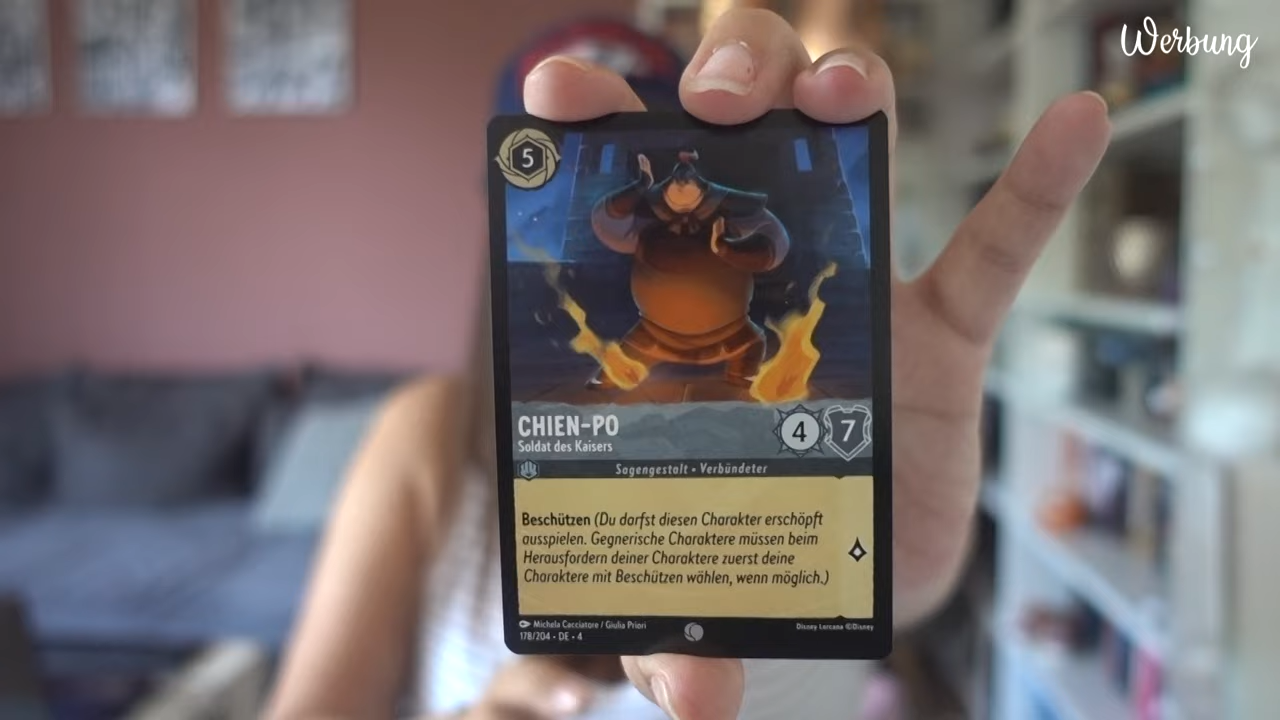 Werbung
5
CHIEN-PO
Soldat des Kaisers
4 7
Sagengestalt • Verbündeter
Beschützen (Du darfst diesen Charakter erschöpft
ausspielen. Gegnerische Charaktere müssen beim
Herausfordern deiner Charaktere zuerst deine
Charaktere mit Beschützen wählen, wenn möglich.)
Michela Cacciatore / Giulia Priori
178/204 • DE • 4
Disney Lorcana ©Disney